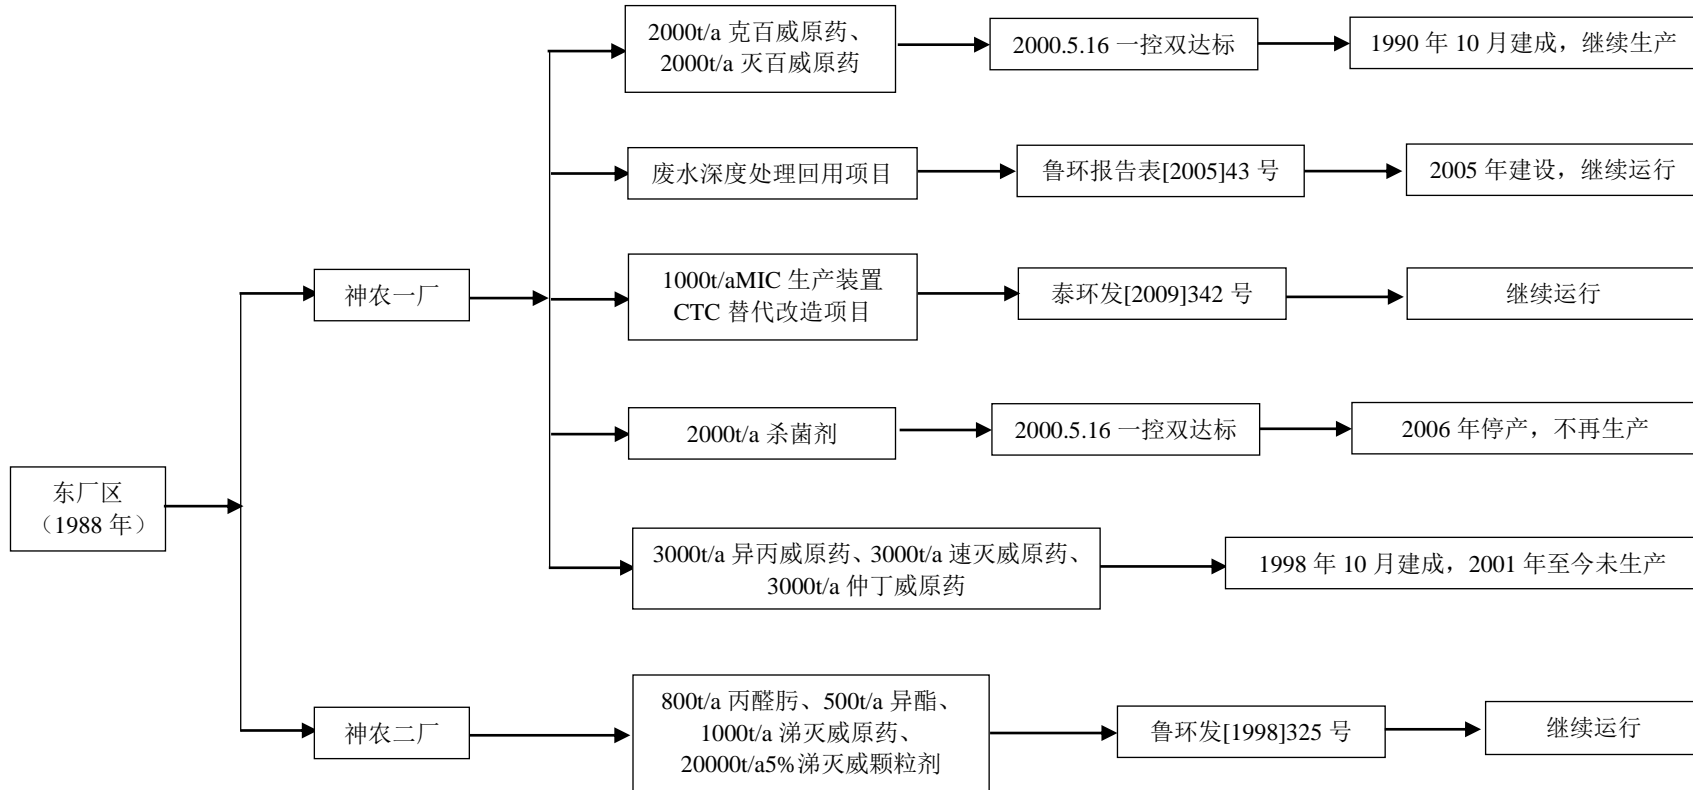 2000t/a 克百威原药、
2000t/a 灭百威原药
2000.5.16 一控双达标
1990 年 10 月建成，继续生产
废水深度处理回用项目
鲁环报告表[2005]43 号
2005 年建设，继续运行
神农一厂
1000t/aMIC 生产装置
CTC 替代改造项目
泰环发[2009]342 号
继续运行
2000t/a 杀菌剂
2000.5.16 一控双达标
2006 年停产，不再生产
东厂区
（1988 年）
3000t/a 异丙威原药、3000t/a 速灭威原药、
3000t/a 仲丁威原药
1998 年 10 月建成，2001 年至今未生产
神农二厂
800t/a 丙醛肟、500t/a 异酯、
1000t/a 涕灭威原药、
20000t/a5%涕灭威颗粒剂
鲁环发[1998]325 号
继续运行